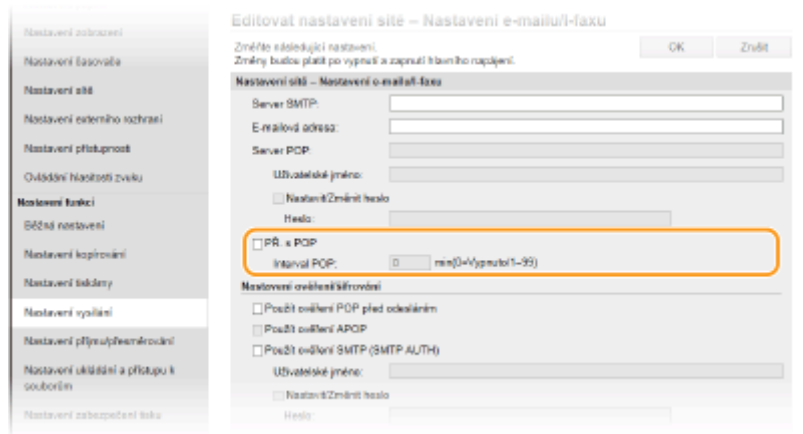 Editovat nastavení sítě – Nastavení e-mailu/I-faxu
Nastavení zobrazení
Změňte následující nastavení.
Změny budou platit po vypnutí a zapnutí hlavního napájení.
OK
Zrušit
Nastavení časovače
Nastavení sítě
Nastavení externího rozhraní
Nastavení přístupnosti
Ovládání hlasitosti zvuku
Nastavení funkcí
Běžná nastavení
Nastavení kopírování
Nastavení tiskárny
Nastavení vysílání
Nastavení příjmu/přesměrování
Nastavení ukládání a přístupu k
souborům
Nastavení zabezpečení tisku
Nastavení sítě – Nastavení e-mailu/I-faxu
Server SMTP:
E-mailová adresa:
Server POP:
Uživatelské jméno:
Nastavit/Změnit heslo
Heslo:
PŘ. s POP
Interval POP: 0 min(0=Vypnuto/1–99)
Nastavení ověření/šifrování
Použít ověření POP před odesláním
Použít ověření APOP
Použít ověření SMTP (SMTP AUTH)
Uživatelské jméno:
Nastavit/Změnit heslo
Heslo: